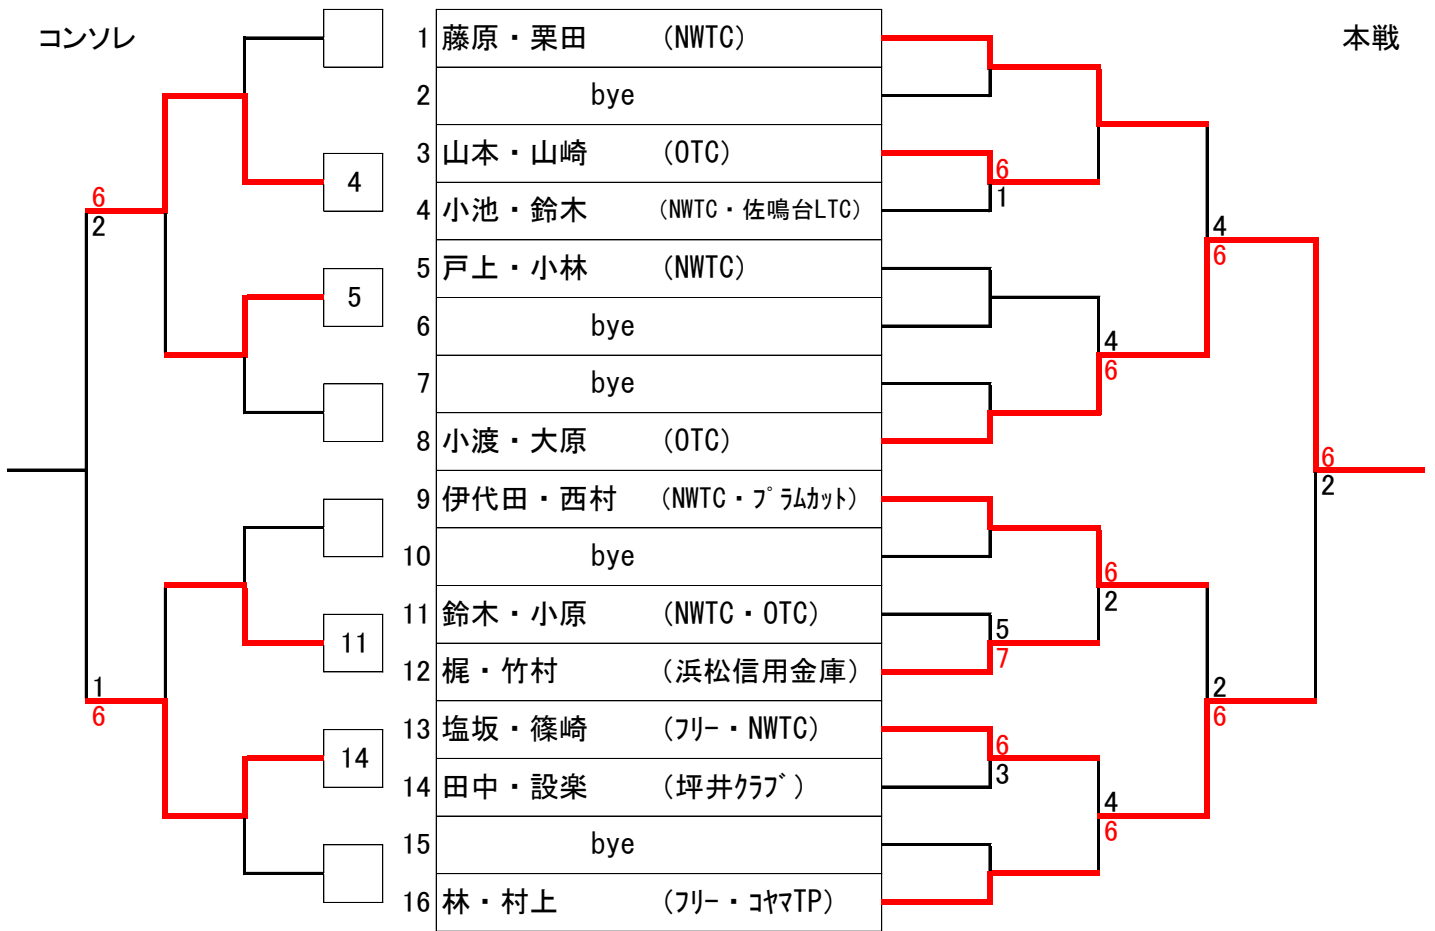 コンソレ
本戦
1 藤原・栗田 (NWTC)
2 bye
3 山本・山崎 (OTC)
4 小池・鈴木 (NWTC・佐鳴台LTC)
5 戸上・小林 (NWTC)
6 bye
7 bye
8 小渡・大原 (OTC)
9 伊代田・西村 (NWTC・プラムカット)
10 bye
11 鈴木・小原 (NWTC・OTC)
12 梶・竹村 (浜松信用金庫)
13 塩坂・篠崎 (フリー・NWTC)
14 田中・設楽 (坪井クラブ)
15 bye
16 林・村上 (フリー・コヤマTP)
4
5
11
14
6
2
1
6
6
1
5
7
6
3
4
6
6
2
4
6
4
6
2
6
6
2